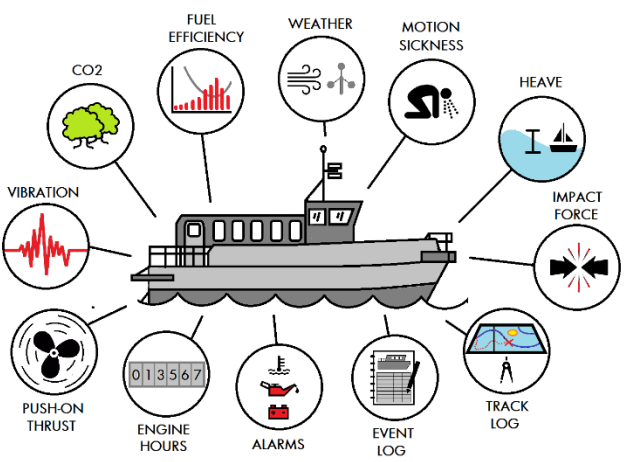 FUEL
EFFICIENCY
WEATHER
MOTION
SICKNESS
CO2
HEAVE
VIBRATION
IMPACT
FORCE
PUSH-ON
THRUST
013567
ENGINE
HOURS
ALARMS
EVENT
LOG
TRACK
LOG